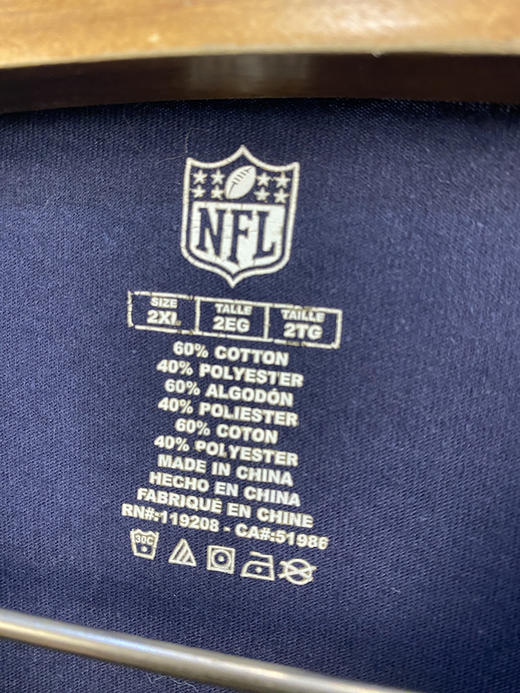 NFL
SIZE TALLE TAILLE
2XL 2EG 2TG
60% COTTON
40% POLYESTER
60% ALGODÓN
40% POLIESTER
60% COTON
40% POLYESTER
MADE IN CHINA
HECHO EN CHINA
FABRIQUÉ EN CHINE
RN#:119208 - CA#:51986
30C